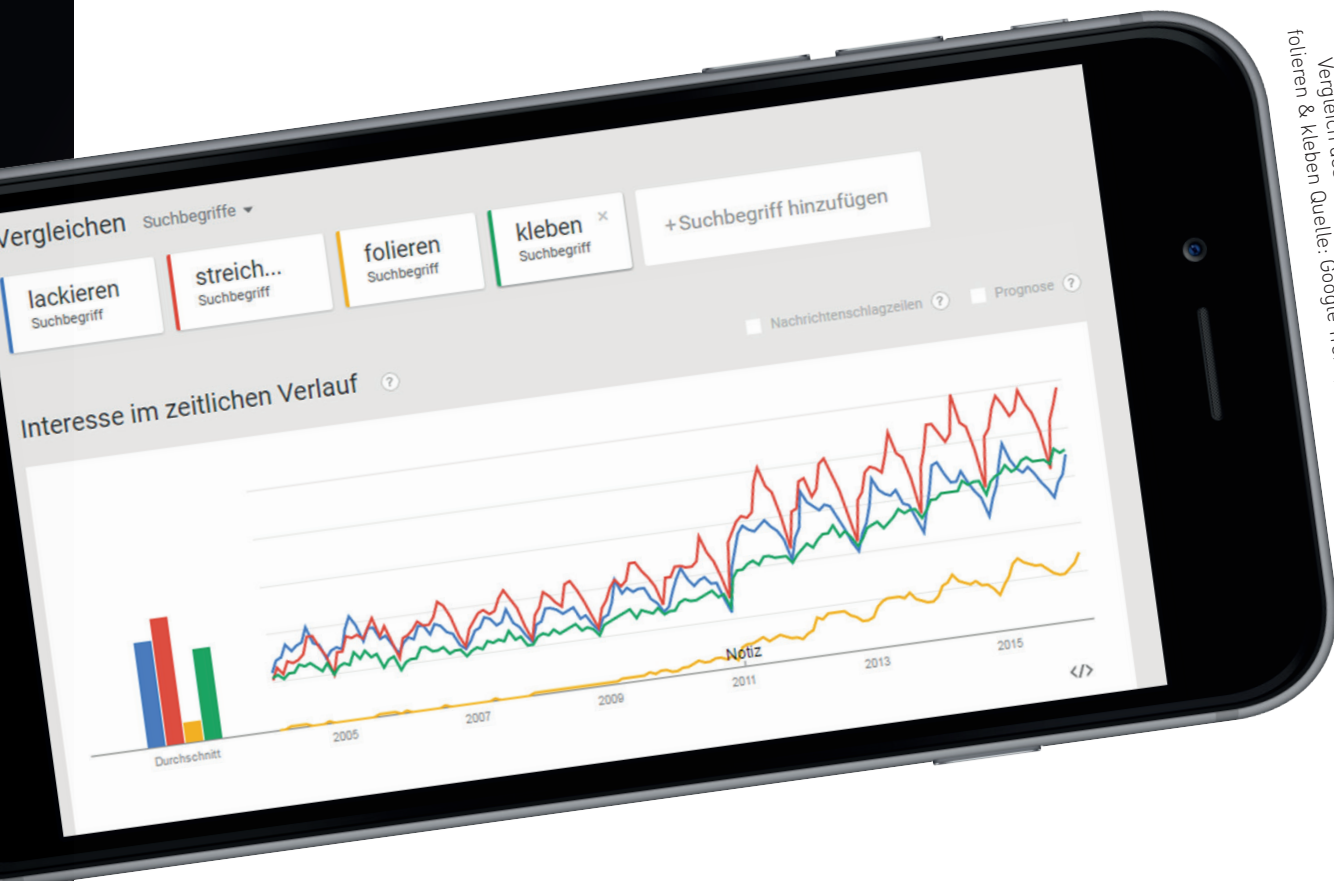 Vergleichen Suchbegriffe
lackieren
Suchbegriff
streich...
Suchbegriff
folieren
Suchbegriff
kleben ×
Suchbegriff
+Suchbegriff hinzufügen
Nachrichtenschlagzeilen ? Prognose ?
Interesse im zeitlichen Verlauf ?
Notiz
Durchschnitt
2005 2007 2009 2011 2013 2015
</>
Vergleich
folieren & kleben Quelle: Google